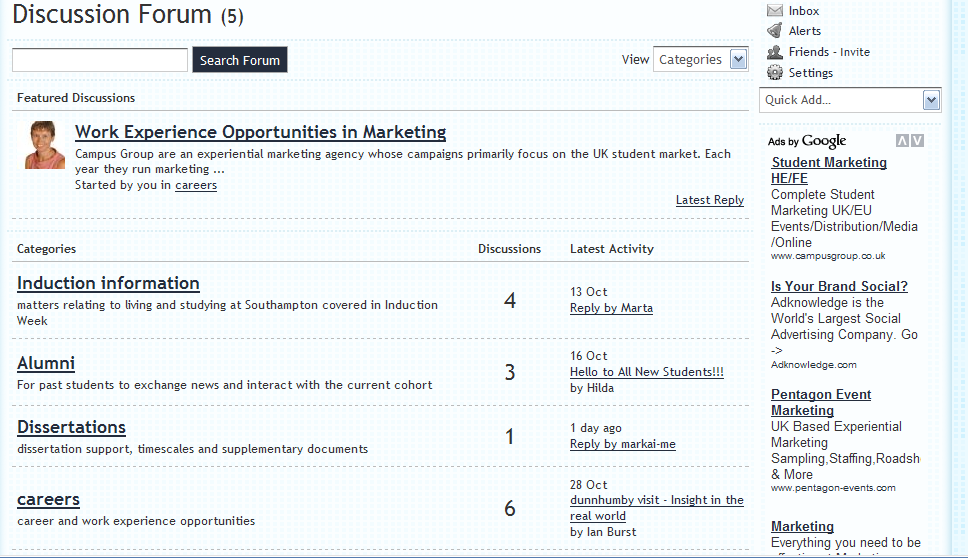 Discussion Forum (5)
Search Forum
View Categories
Featured Discussions
Work Experience Opportunities in Marketing
Campus Group are an experiential marketing agency whose campaigns primarily focus on the UK student market. Each
year they run marketing ...
Started by you in careers
Latest Reply
Categories Discussions Latest Activity
Induction information
matters relating to living and studying at Southampton covered in Induction
Week
4
13 Oct
Reply by Marta
Alumni
For past students to exchange news and interact with the current cohort
3
16 Oct
Hello to All New Students!!!
by Hilda
Dissertations
dissertation support, timescales and supplementary documents
1
1 day ago
Reply by markai-me
careers
career and work experience opportunities
6
28 Oct
dunnhumby visit - Insight in the
real world
by Ian Burst
Inbox
Alerts
Friends - Invite
Settings
Quick Add...
Ads by Google
Student Marketing
HE/FE
Complete Student
Marketing UK/EU
Events/Distribution/Media
/Online
www.campusgroup.co.uk
Is Your Brand Social?
Adknowledge is the
World's Largest Social
Advertising Company. Go
->
Adknowledge.com
Pentagon Event
Marketing
UK Based Experiential
Marketing
Sampling,Staffing,Roadsh
& More
www.pentagon-events.com
Marketing
Everything you need to be